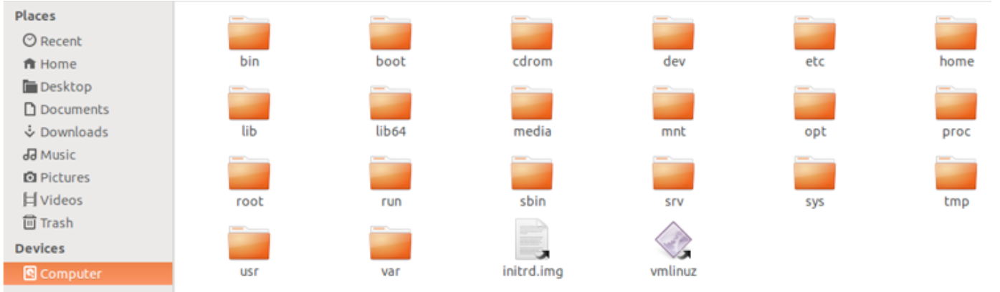 Places
Recent
Home
Desktop
Documents
Downloads
Music
Pictures
Videos
Trash
Devices
Computer
bin boot cdrom dev etc home
lib lib64 media mnt opt proc
root run sbin srv sys tmp
usr var initrd.img vmlinuz